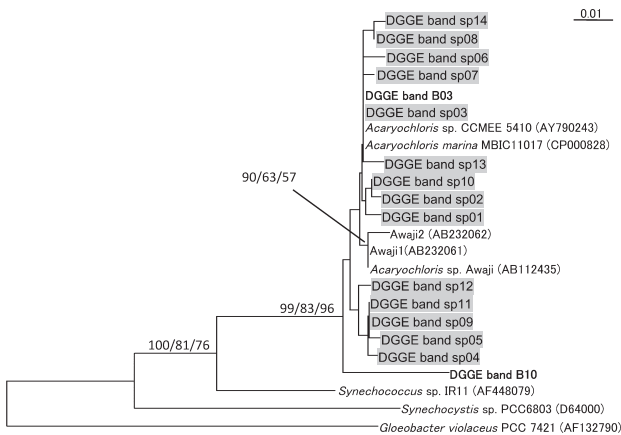 0.01
DGGE band sp14
DGGE band sp08
DGGE band sp06
DGGE band sp07
DGGE band B03
DGGE band sp03
Acaryochloris sp. CCMEE 5410 (AY790243)
Acaryochloris marina MBIC11017 (CP000828)
DGGE band sp13
90/63/57
DGGE band sp10
DGGE band sp02
DGGE band sp01
Awaji2 (AB232062)
Awaji1(AB232061)
Acaryochloris sp. Awaji (AB112435)
DGGE band sp12
99/83/96
DGGE band sp11
DGGE band sp09
DGGE band sp05
100/81/76
DGGE band sp04
DGGE band B10
Synechococcus sp. IR11 (AF448079)
Synechocystis sp. PCC6803 (D64000)
Gloeobacter violaceus PCC 7421 (AF132790)